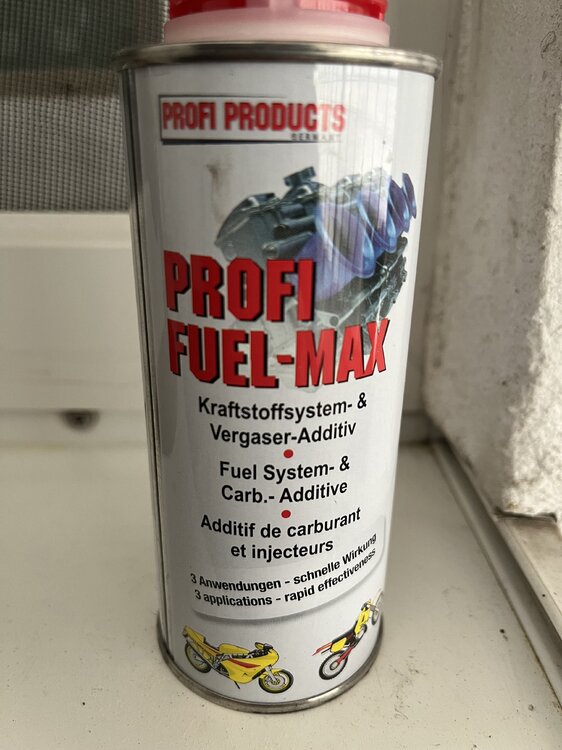 PROFI PRODUCTS
GERMANY
PROFI
FUEL-MAX
Kraftstoffsystem- &
Vergaser-Additiv
Fuel System- &
Carb.- Additive
Additif de carburant
et injecteurs
3 Anwendungen - schnelle Wirkung
3 applications - rapid effectiveness